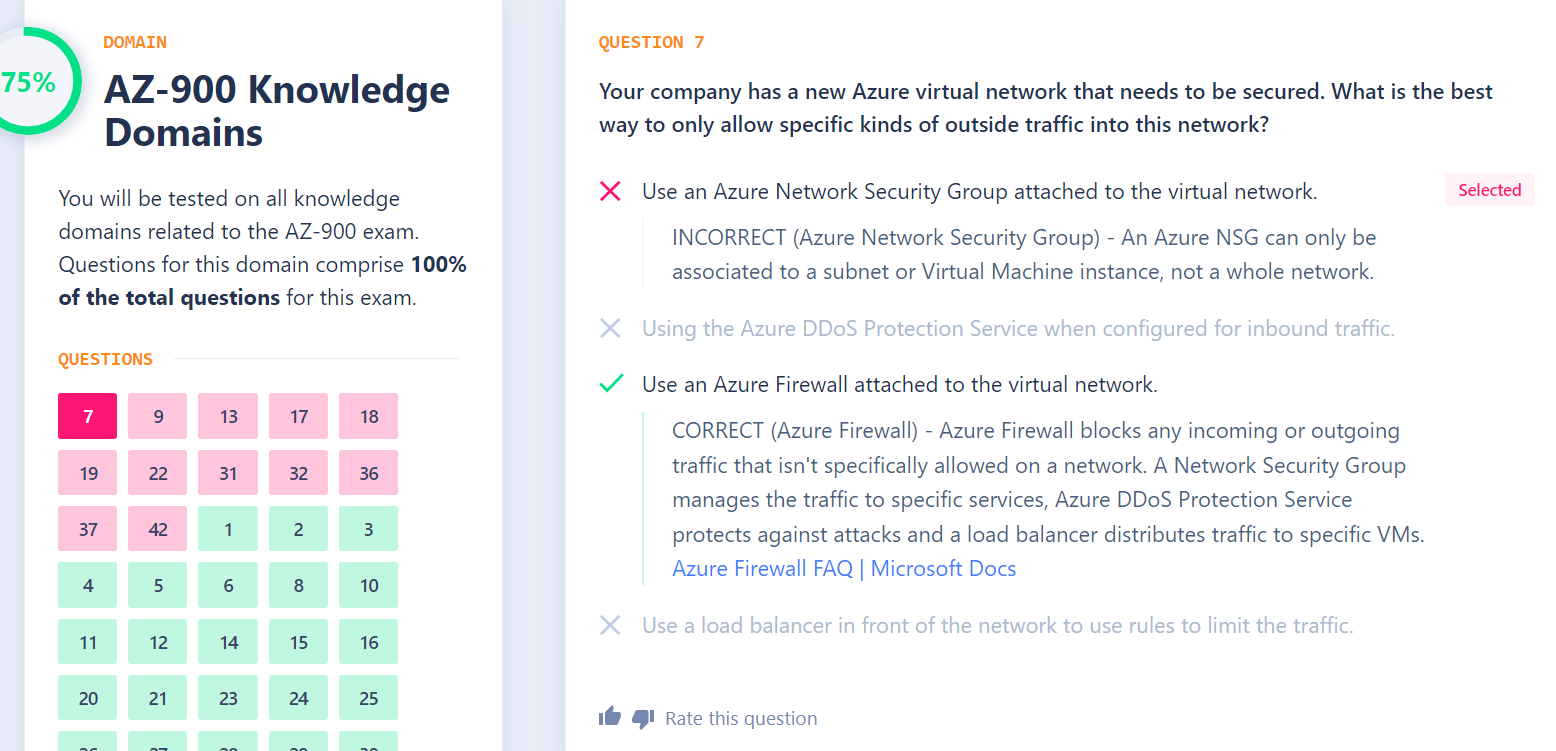 75%
DOMAIN
AZ-900 Knowledge
Domains
You will be tested on all knowledge
domains related to the AZ-900 exam.
Questions for this domain comprise 100%
of the total questions for this exam.
QUESTIONS
7 9 13 17 18
19 22 31 32 36
37 42 1 2 3
4 5 6 8 10
11 12 14 15 16
20 21 23 24 25
QUESTION 7
Your company has a new Azure virtual network that needs to be secured. What is the best
way to only allow specific kinds of outside traffic into this network?
Use an Azure Network Security Group attached to the virtual network.
Selected
INCORRECT (Azure Network Security Group) - An Azure NSG can only be
associated to a subnet or Virtual Machine instance, not a whole network.
Using the Azure DDoS Protection Service when configured for inbound traffic.
Use an Azure Firewall attached to the virtual network.
CORRECT (Azure Firewall) - Azure Firewall blocks any incoming or outgoing
traffic that isn't specifically allowed on a network. A Network Security Group
manages the traffic to specific services, Azure DDoS Protection Service
protects against attacks and a load balancer distributes traffic to specific VMs.
Azure Firewall FAQ | Microsoft Docs
Use a load balancer in front of the network to use rules to limit the traffic.
Rate this question